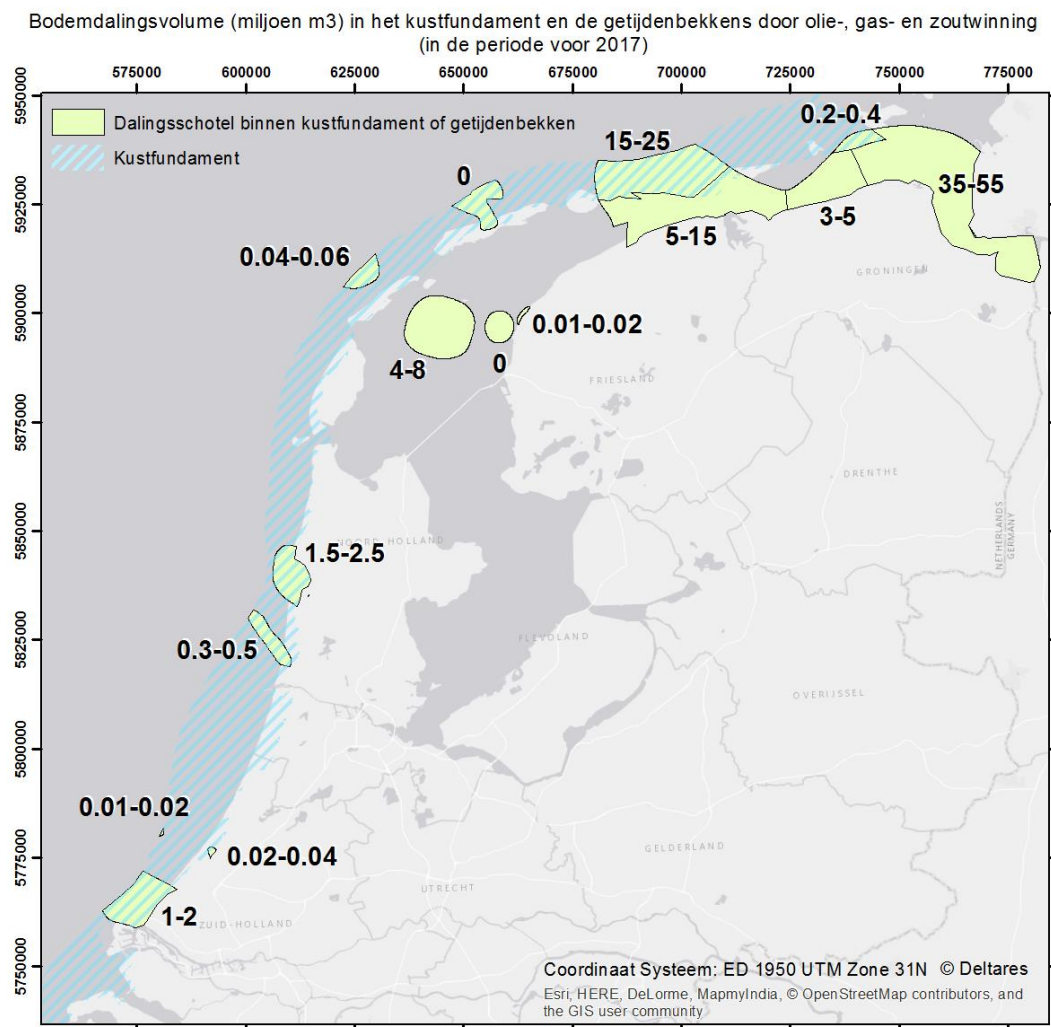 Bodemdalingsvolume (miljoen m3) in het kustfundament en de getijdenbekkens door olie-, gas- en zoutwinning
(in de periode voor 2017)
575000 600000 625000 650000 675000 700000 725000 750000 775000
5950000
5925000
5900000
5875000
5850000
5825000
5800000
5775000
5750000
Dalingsschotel binnen kustfundament of getijdenbekken
Kustfundament
0.2-0.4
15-25
0
35-55
3-5
5-15
0.04-0.06
GRONINGEN
0.01-0.02
4-8
0
FRIESLAND
DRENTHE
NETHERLANDS
GERMANY
NOORD-HOLLAND
1.5-2.5
0.3-0.5
FLEVOLAND
OVERIJSSEL
0.01-0.02
0.02-0.04
GELDERLAND
UTRECHT
1-2
ZUID-HOLLAND
Coordinaat Systeem: ED 1950 UTM Zone 31N © Deltares
Esri, HERE, DeLorme, MapmyIndia, © OpenStreetMap contributors, and
the GIS user community